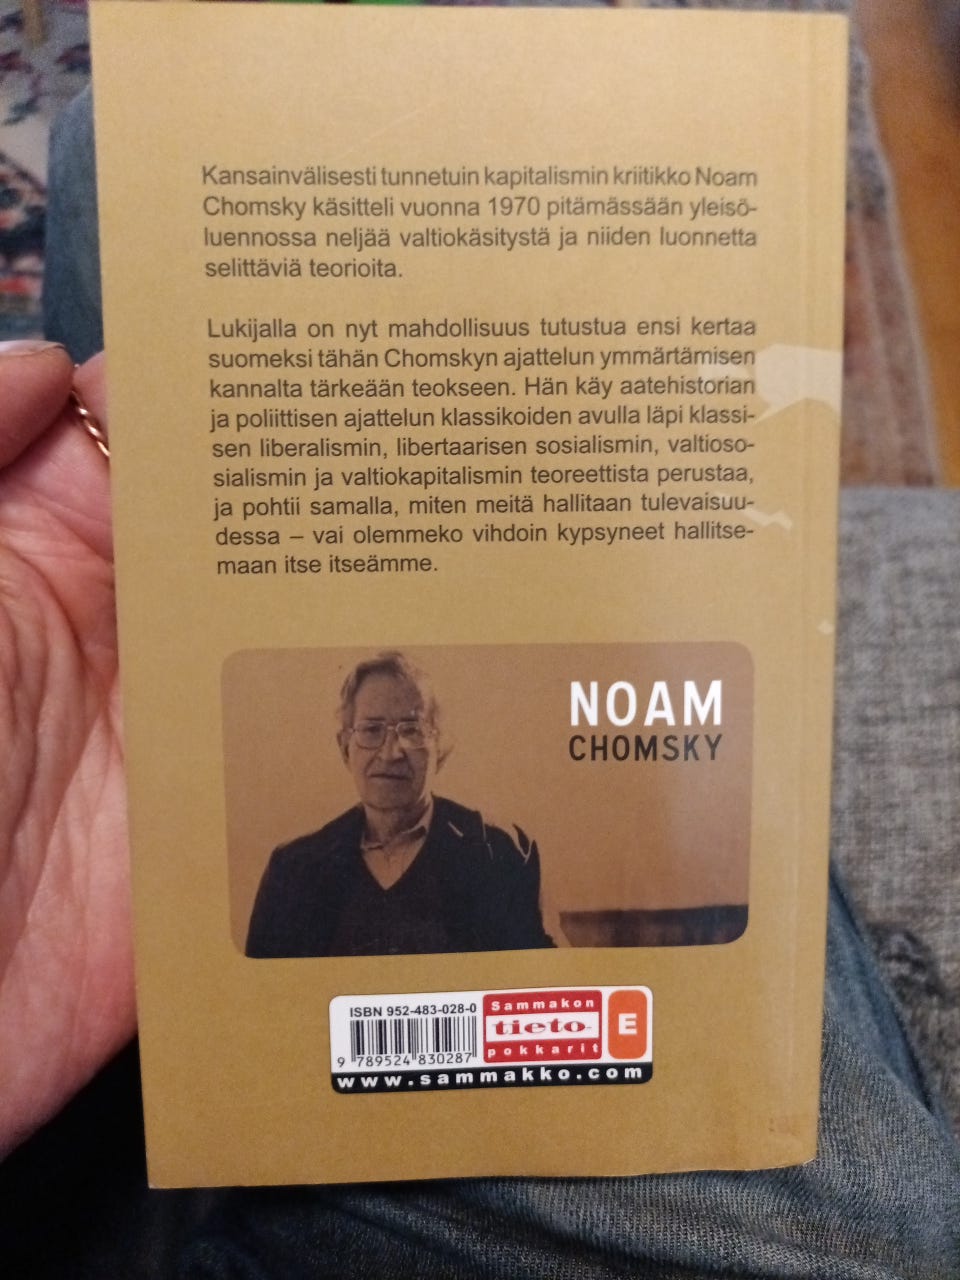 Kansainvälisesti tunnetuin kapitalismin kriitikko Noam
Chomsky käsitteli vuonna 1970 pitämässään yleisö-
luennossa neljää valtiokäsitystä ja niiden luonnetta
selittäviä teorioita.
Lukijalla on nyt mahdollisuus tutustua ensi kertaa
suomeksi tähän Chomskyn ajattelun ymmärtämisen
kannalta tärkeään teokseen. Hän käy aatehistorian
ja poliittisen ajattelun klassikoiden avulla läpi klassi-
sen liberalismin, libertaarisen sosialismin, valtioso-
sialismin ja valtiokapitalismin teoreettista perustaa,
ja pohtii samalla, miten meitä hallitaan tulevaisuu-
dessa – vai olemmeko vihdoin kypsyneet hallitse-
maan itse itseämme.
NOAM
CHOMSKY
ISBN 952-483-028-0
9 789524 830287
Sammakon
tieto
pokkarit
E
www.sammakko.com